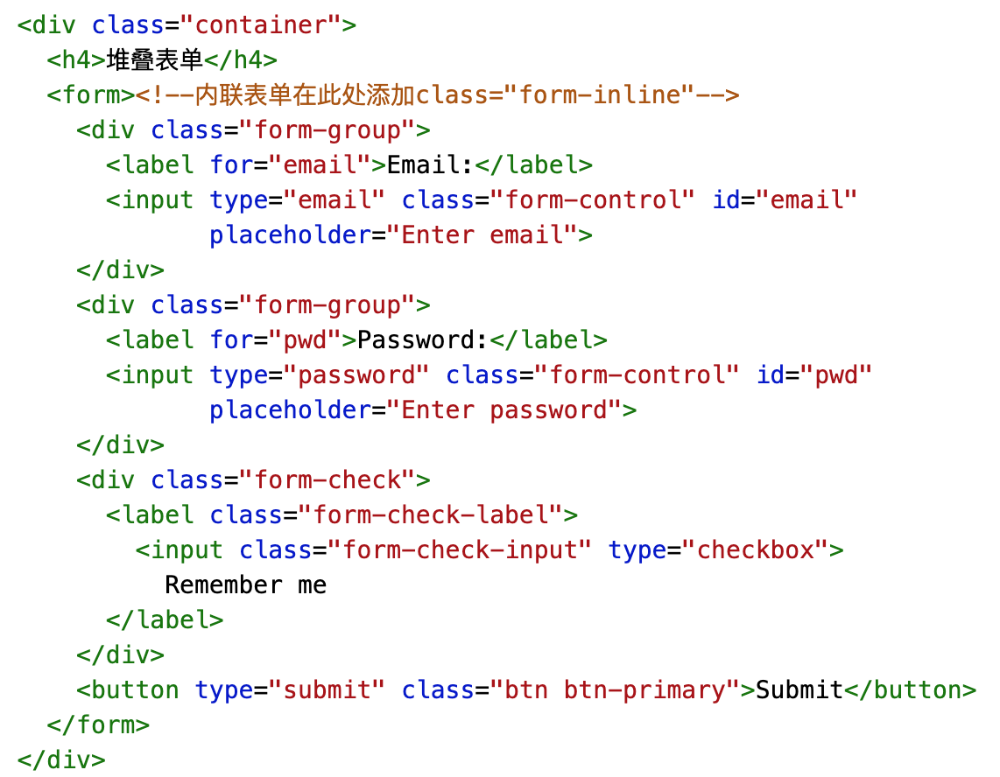 <div class="container">
  <h4>堆叠表单</h4>
  <form><!--内联表单在此处添加class="form-inline"-->
    <div class="form-group">
      <label for="email">Email:</label>
      <input type="email" class="form-control" id="email"
             placeholder="Enter email">
    </div>
    <div class="form-group">
      <label for="pwd">Password:</label>
      <input type="password" class="form-control" id="pwd"
             placeholder="Enter password">
    </div>
    <div class="form-check">
      <label class="form-check-label">
        <input class="form-check-input" type="checkbox">
          Remember me
      </label>
    </div>
    <button type="submit" class="btn btn-primary">Submit</button>
  </form>
</div>